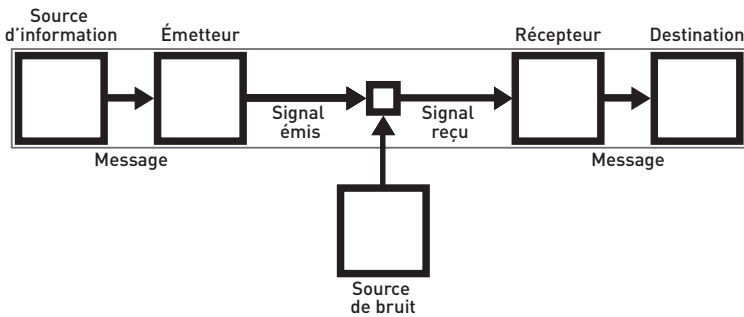 Source
d’information
Émetteur
Récepteur
Destination
Signal
émis
Signal
reçu
Message
Message
Source
de bruit